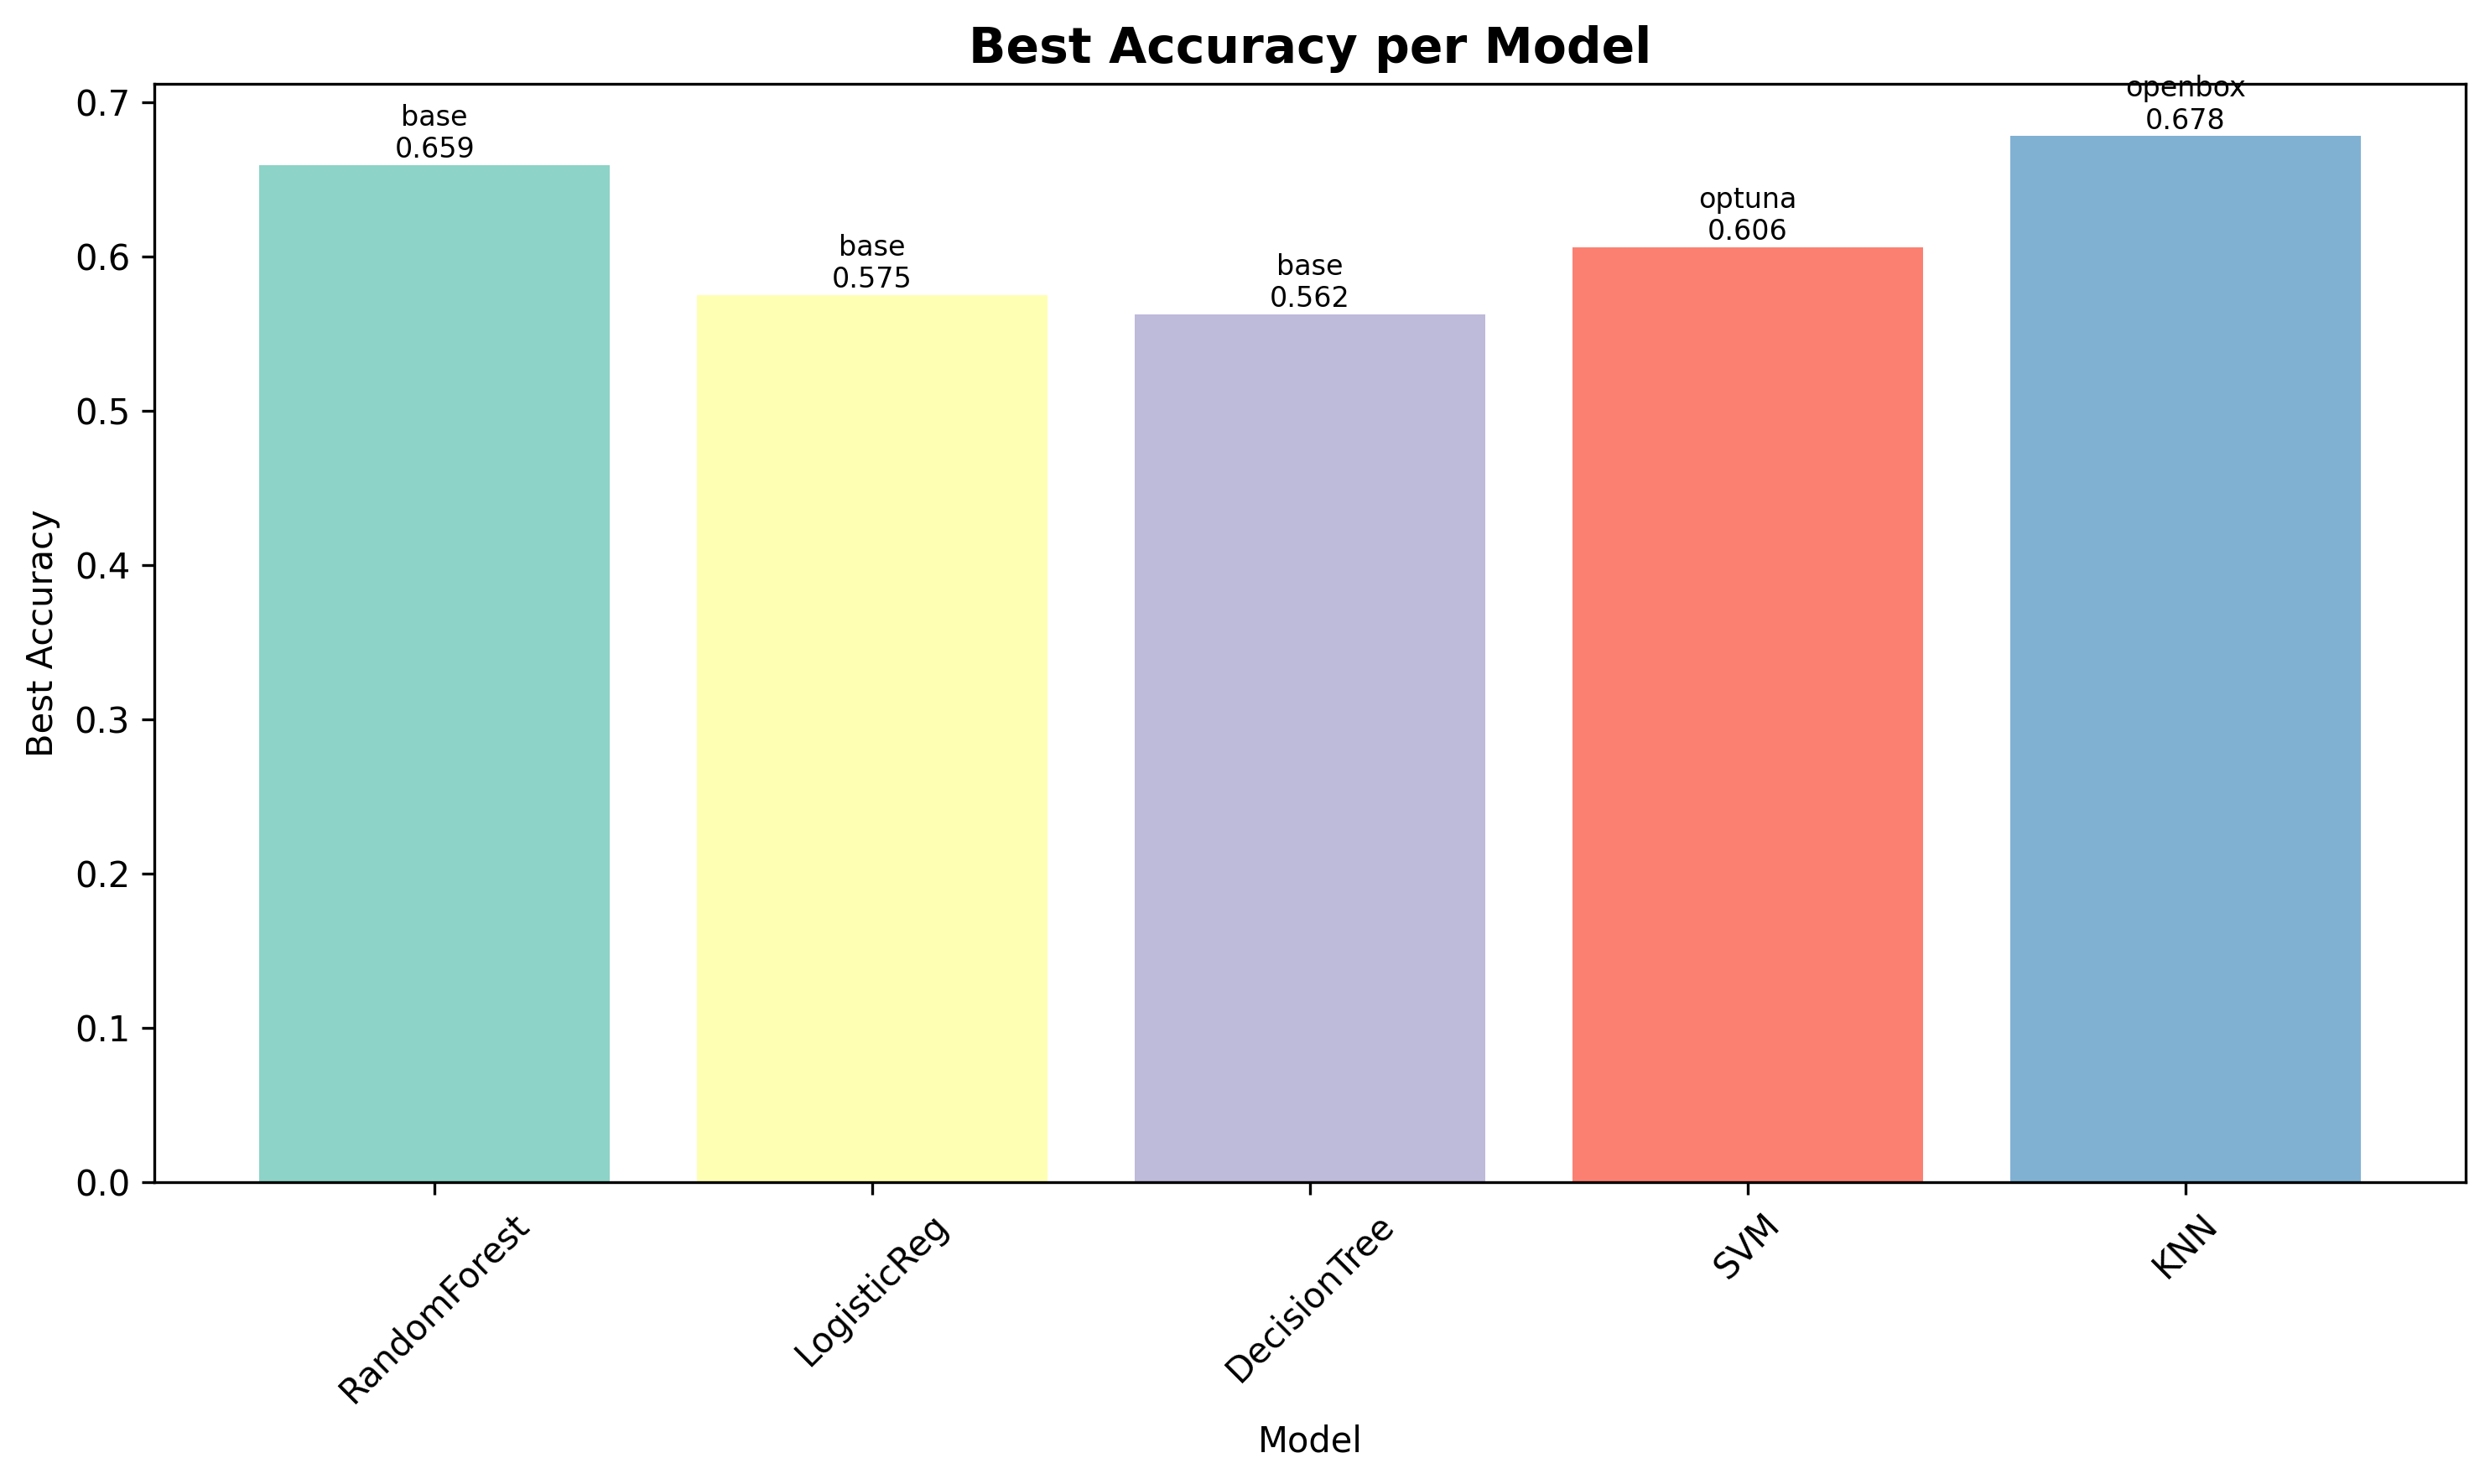 Best Accuracy per Model
Best Accuracy
0.7
0.6
0.5
0.4
0.3
0.2
0.1
0.0
base
0.659
base
0.575
base
0.562
optuna
0.606
openbox
0.678
RandomForest
LogisticReg
DecisionTree
SVM
KNN
Model